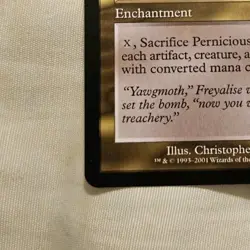 Enchantment
X, Sacrifice Pernicious
each artifact, creature, a
with converted mana c
"Yawgmoth," Freyalise
set the bomb, "now you
treachery."
Illus. Christophe
™ & © 1993–2001 Wizards of the